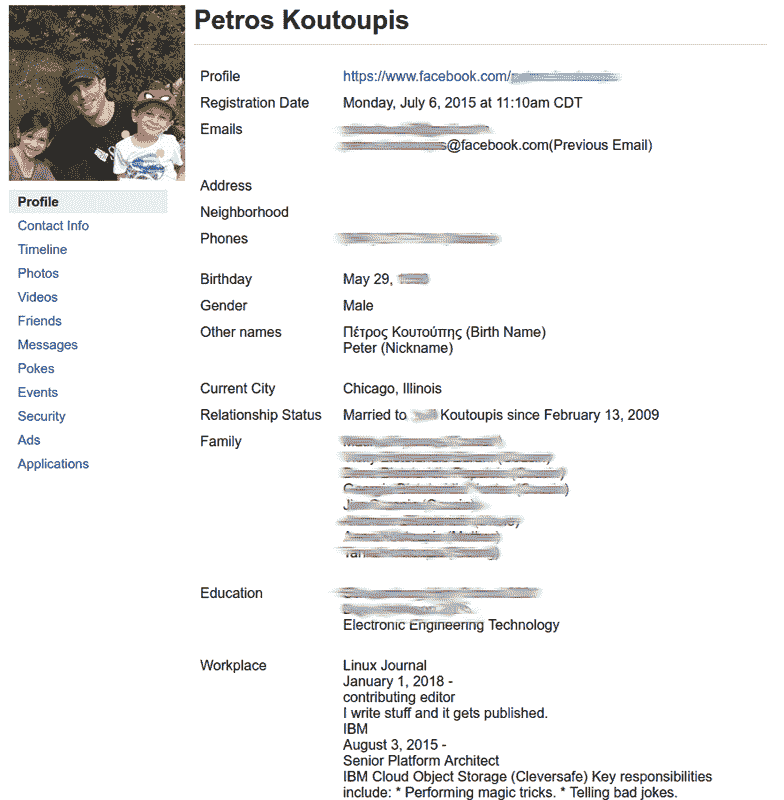 Petros Koutoupis
Profile https://www.facebook.com/
Registration Date Monday, July 6, 2015 at 11:10am CDT
Emails
s@facebook.com(Previous Email)
Address
Neighborhood
Phones
Birthday May 29,
Gender Male
Other names Πέτρος Κουτούπης (Birth Name)
Peter (Nickname)
Current City Chicago, Illinois
Relationship Status Married to Koutoupis since February 13, 2009
Family
Education
Electronic Engineering Technology
Workplace Linux Journal
January 1, 2018 -
contributing editor
I write stuff and it gets published.
IBM
August 3, 2015 -
Senior Platform Architect
IBM Cloud Object Storage (Cleversafe) Key responsibilities
include: * Performing magic tricks. * Telling bad jokes.
Profile
Contact Info
Timeline
Photos
Videos
Friends
Messages
Pokes
Events
Security
Ads
Applications